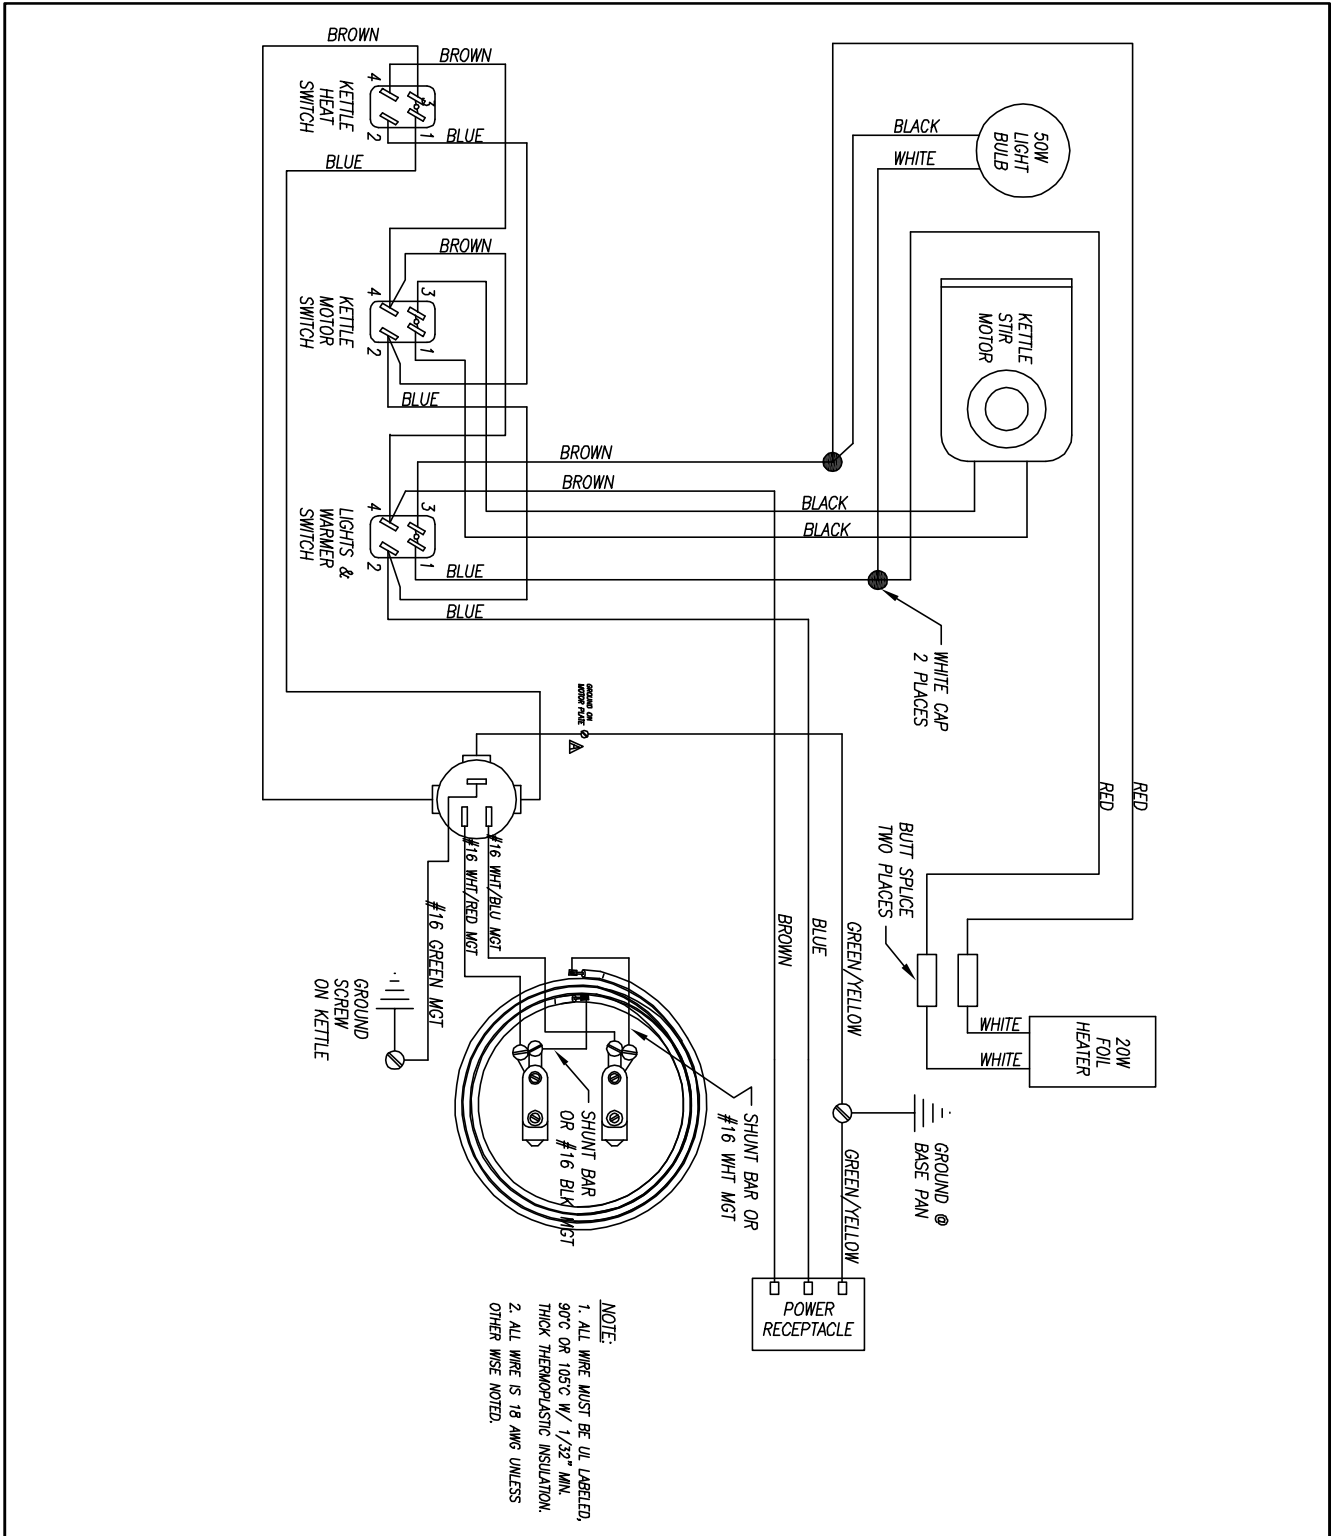 BROWN
BROWN
KETTLE
HEAT
SWITCH
4
3
2
1
BLUE
BLUE
BLACK
WHITE
50W
LIGHT
BULB
BROWN
KETTLE
MOTOR
SWITCH
4
3
2
1
BLUE
KETTLE
STIR
MOTOR
BROWN
BROWN
BLACK
BLACK
LIGHTS &
WARMER
SWITCH
4
3
2
1
BLUE
BLUE
WHITE CAP
2 PLACES
GROUND ON
MOTOR PLATE
A
RED
RED
BUTT SPLICE
TWO PLACES
#16 WHT/BLU MGT
#16 WHT/RED MGT
#16 GREEN MGT
GROUND
SCREW
ON KETTLE
BROWN
BLUE
GREEN/YELLOW
WHITE
WHITE
20W
FOIL
HEATER
SHUNT BAR
OR #16 BLK MGT
SHUNT BAR OR
#16 WHT MGT
GREEN/YELLOW
GROUND @
BASE PAN
POWER
RECEPTACLE
NOTE:
1. ALL WIRE MUST BE UL LABELED,
90°C OR 105°C W/ 1/32" MIN.
THICK THERMOPLASTIC INSULATION.
2. ALL WIRE IS 18 AWG UNLESS
OTHER WISE NOTED.